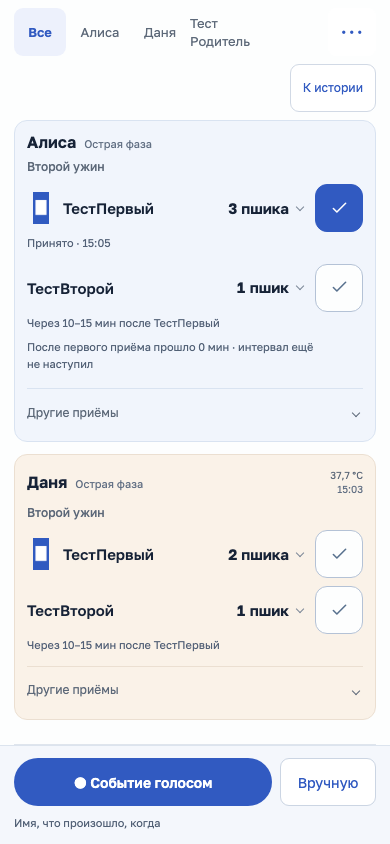 Все
Алиса
Даня
Тест
Родитель
К истории
Алиса Острая фаза
Второй ужин
ТестПервый 3 пшика
Принято · 15:05
ТестВторой 1 пшик
Через 10–15 мин после ТестПервый
После первого приёма прошло 0 мин · интервал ещё
не наступил
Другие приёмы
Даня Острая фаза
37,7 °C
15:03
Второй ужин
ТестПервый 2 пшика
ТестВторой 1 пшик
Через 10–15 мин после ТестПервый
Другие приёмы
Событие голосом
Вручную
Имя, что произошло, когда